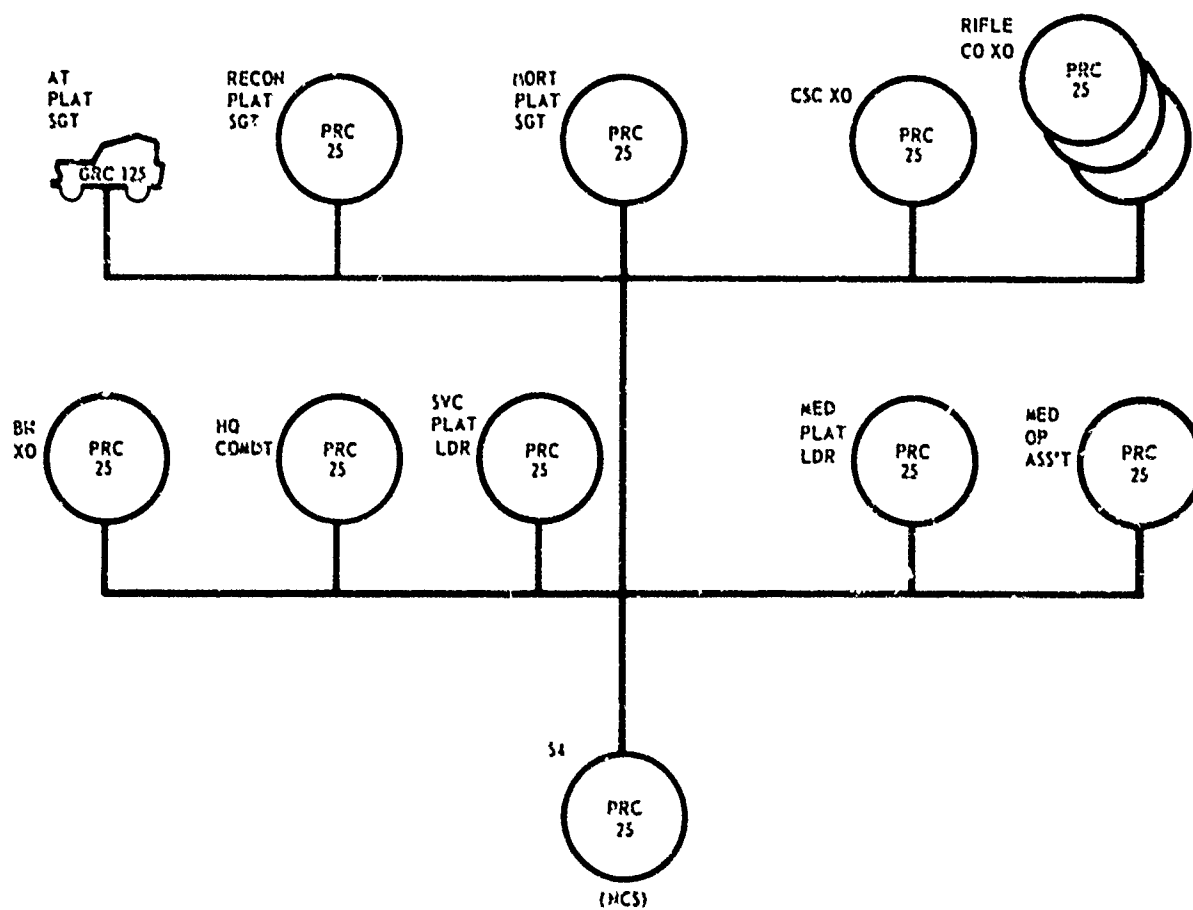 AT
PLAT
SGT
GRC 125
RECON
PLAT
SGT
PRC
25
MORT
PLAT
SGT
PRC
25
CSC XO
PRC
25
RIFLE
CO XO
PRC
25
BN
XO
PRC
25
HQ
COMDT
PRC
25
SVC
PLAT
LDR
PRC
25
MED
PLAT
LDR
PRC
25
MED
OP
ASS'T
PRC
25
S4
PRC
25
(NCS)